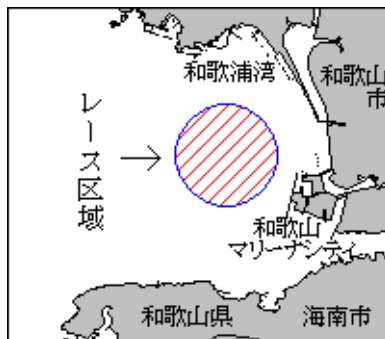 和歌浦湾
和歌山
市
レース区域
和歌山
マリーナシティ
和歌山県
海南市